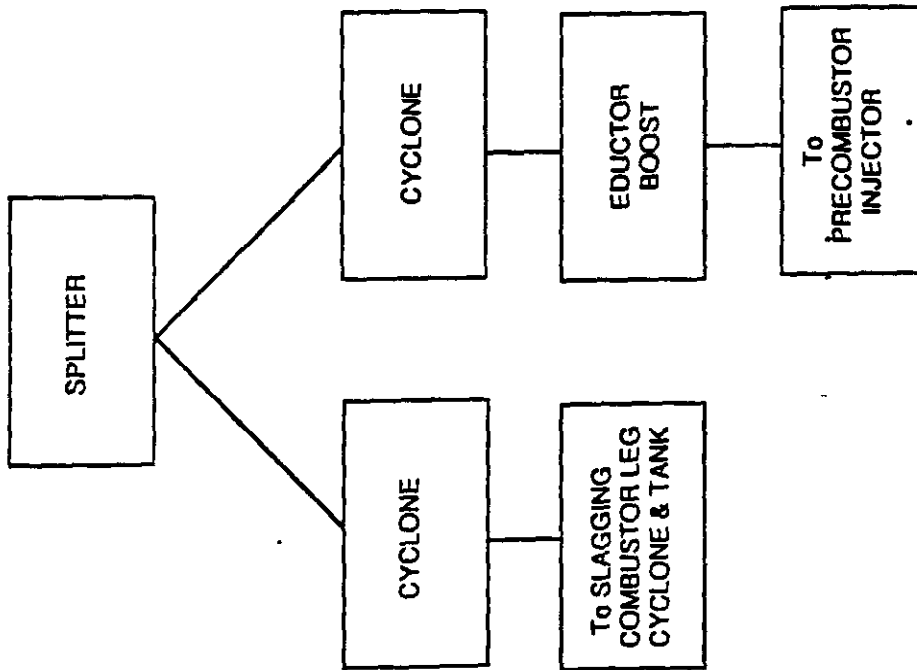 SPLITTER
CYCLONE
CYCLONE
To SLAGGING
COMBUSTOR LEG
CYCLONE & TANK
EDUCTOR
BOOST
To
PRECOMBUSTOR
INJECTOR